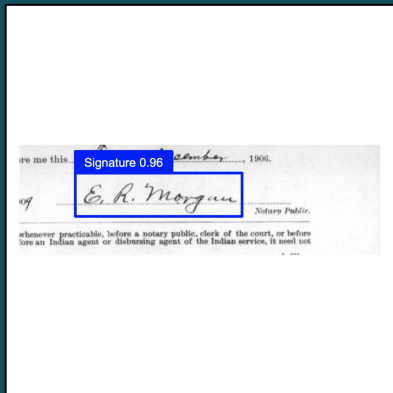 ore me this
Signature 0.96
ember, 1906.
E. R. Morgan
Notary Public.
whenever practicable, before a notary public, clerk of the court, or before
fore an Indian agent or disbursing agent of the Indian service, it need not